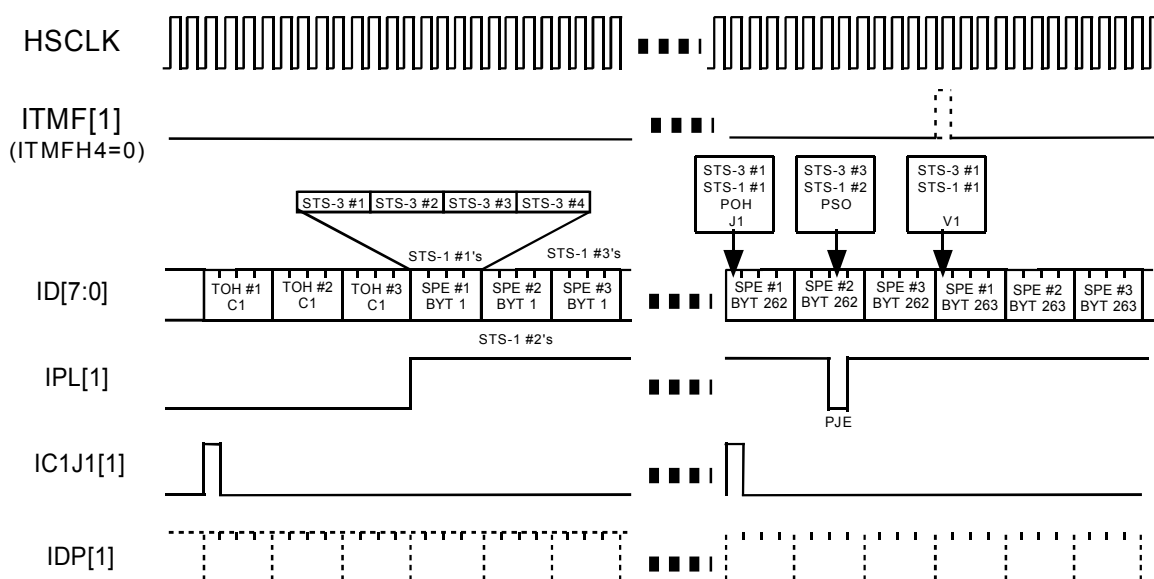 HSCLK
ITMF[1]
(ITMFH4=0)
STS-3 #1
STS-1 #1
POH
J1
STS-3 #3
STS-1 #2
PSO
STS-3 #1
STS-1 #1
V1
STS-3 #1 STS-3 #2 STS-3 #3 STS-3 #4
STS-1 #1's
STS-1 #3's
ID[7:0]
TOH #1
C1
TOH #2
C1
TOH #3
C1
SPE #1
BYT 1
SPE #2
BYT 1
SPE #3
BYT 1
SPE #1
BYT 262
SPE #2
BYT 262
SPE #3
BYT 262
SPE #1
BYT 263
SPE #2
BYT 263
SPE #3
BYT 263
STS-1 #2's
IPL[1]
PJE
IC1J1[1]
IDP[1]